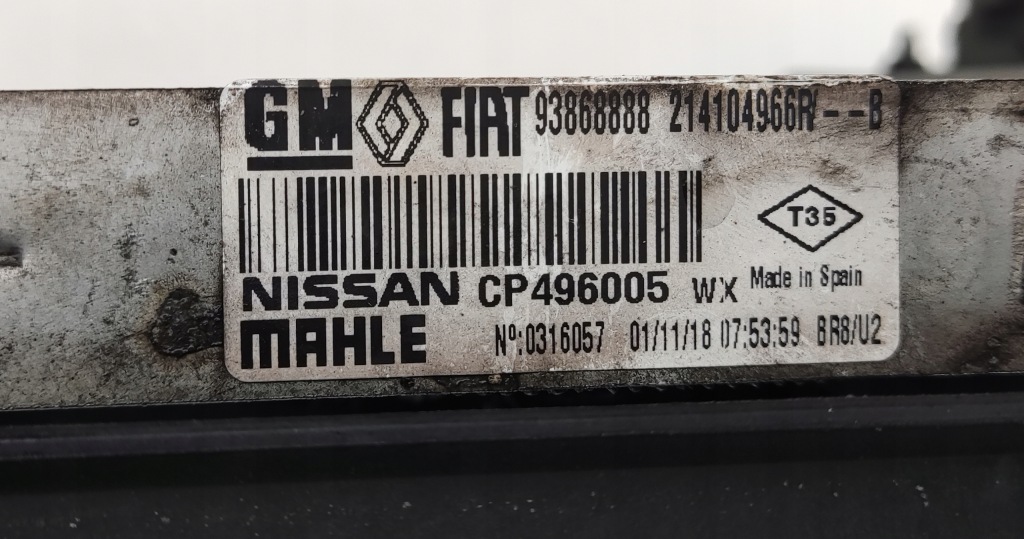 GM FIAT 93868888 214104966R/--B
T35
NISSAN CP496005 WX Made in Spain
MAHLE Nº:0316057 01/11/18 07:53:59 BR8/U2